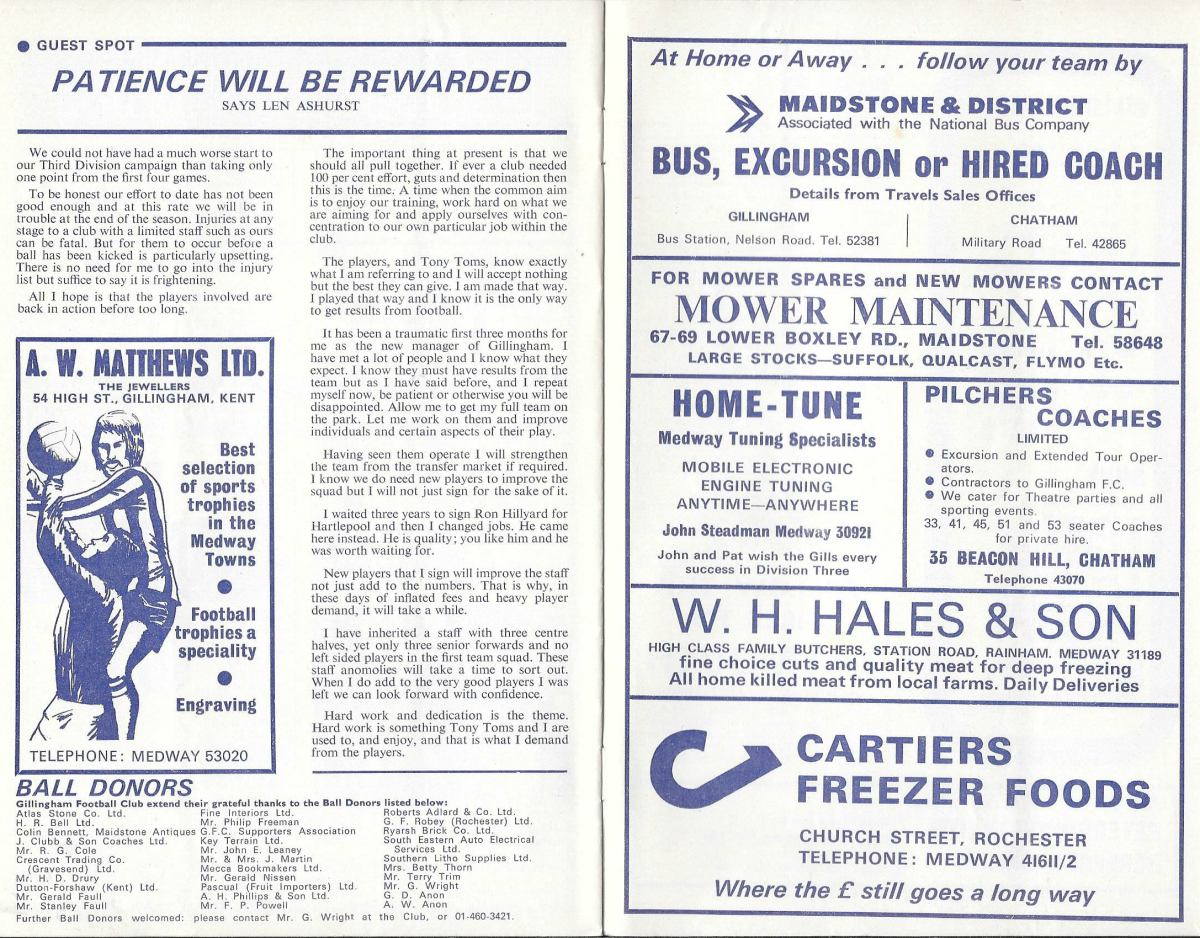 ● GUEST SPOT
PATIENCE WILL BE REWARDED
SAYS LEN ASHURST
We could not have had a much worse start to
our Third Division campaign than taking only
one point from the first four games.
To be honest our effort to date has not been
good enough and at this rate we will be in
trouble at the end of the season. Injuries at any
stage to a club with a limited staff such as ours
can be fatal. But for them to occur before a
ball has been kicked is particularly upsetting.
There is no need for me to go into the injury
list but suffice to say it is frightening.
All I hope is that the players involved are
back in action before too long.
A. W. MATTHEWS LTD.
THE JEWELLERS
54 HIGH ST., GILLINGHAM, KENT
Best
selection
of sports
trophies
in the
Medway
Towns
●
Football
trophies a
speciality
●
Engraving
TELEPHONE: MEDWAY 53020
The important thing at present is that we
should all pull together. If ever a club needed
100 per cent effort, guts and determination then
this is the time. A time when the common aim
is to enjoy our training, work hard on what we
are aiming for and apply ourselves with con-
centration to our own particular job within the
club.
The players, and Tony Toms, know exactly
what I am referring to and I will accept nothing
but the best they can give. I am made that way.
I played that way and I know it is the only way
to get results from football.
It has been a traumatic first three months for
me as the new manager of Gillingham. I
have met a lot of people and I know what they
expect. I know they must have results from the
team but as I have said before, and I repeat
myself now, be patient or otherwise you will be
disappointed. Allow me to get my full team on
the park. Let me work on them and improve
individuals and certain aspects of their play.
Having seen them operate I will strengthen
the team from the transfer market if required.
I know we do need new players to improve the
squad but I will not just sign for the sake of it.
I waited three years to sign Ron Hillyard for
Hartlepool and then I changed jobs. He came
here instead. He is quality; you like him and he
was worth waiting for.
New players that I sign will improve the staff
not just add to the numbers. That is why, in
these days of inflated fees and heavy player
demand, it will take a while.
I have inherited a staff with three centre
halves, yet only three senior forwards and no
left sided players in the first team squad. These
staff anomolies will take a time to sort out.
When I do add to the very good players I was
left we can look forward with confidence.
Hard work and dedication is the theme.
Hard work is something Tony Toms and I are
used to, and enjoy, and that is what I demand
from the players.
BALL DONORS
Gillingham Football Club extend their grateful thanks to the Ball Donors listed below:
Atlas Stone Co. Ltd.
H. R. Bell Ltd.
Colin Bennett, Maidstone Antiques
J. Clubb & Son Coaches Ltd.
Mr. R. G. Cole
Crescent Trading Co.
(Gravesend) Ltd.
Mr. H. D. Drury
Dutton-Forshaw (Kent) Ltd.
Mr. Gerald Faull
Mr. Stanley Faull
Fine Interiors Ltd.
Mr. Philip Freeman
G.F.C. Supporters Association
Key Terrain Ltd.
Mr. John E. Leaney
Mr. & Mrs. J. Martin
Mecca Bookmakers Ltd.
Mr. Gerald Nissen
Pascual (Fruit Importers) Ltd.
A. H. Phillips & Son Ltd.
Mr. F. P. Powell
Roberts Adlard & Co. Ltd.
G. F. Robey (Rochester) Ltd.
Ryarsh Brick Co. Ltd.
South Eastern Auto Electrical
Services Ltd.
Southern Litho Supplies Ltd.
Mrs. Betty Thorn
Mr. Terry Trim
Mr. G. Wright
G. D. Anon
A. W. Anon
Further Ball Donors welcomed: please contact Mr. G. Wright at the Club, or 01-460-3421.
At Home or Away . . . follow your team by
MAIDSTONE & DISTRICT
Associated with the National Bus Company
BUS, EXCURSION or HIRED COACH
Details from Travels Sales Offices
GILLINGHAM
Bus Station, Nelson Road. Tel. 52381
CHATHAM
Military Road Tel. 42865
FOR MOWER SPARES and NEW MOWERS CONTACT
MOWER MAINTENANCE
67-69 LOWER BOXLEY RD., MAIDSTONE Tel. 58648
LARGE STOCKS—SUFFOLK, QUALCAST, FLYMO Etc.
HOME-TUNE
Medway Tuning Specialists
MOBILE ELECTRONIC
ENGINE TUNING
ANYTIME—ANYWHERE
John Steadman Medway 30921
John and Pat wish the Gills every
success in Division Three
PILCHERS
COACHES
LIMITED
● Excursion and Extended Tour Oper-
ators.
● Contractors to Gillingham F.C.
● We cater for Theatre parties and all
sporting events.
33, 41, 45, 51 and 53 seater Coaches
for private hire.
35 BEACON HILL, CHATHAM
Telephone 43070
W. H. HALES & SON
HIGH CLASS FAMILY BUTCHERS, STATION ROAD, RAINHAM. MEDWAY 31189
fine choice cuts and quality meat for deep freezing
All home killed meat from local farms. Daily Deliveries
CARTIERS
FREEZER FOODS
CHURCH STREET, ROCHESTER
TELEPHONE: MEDWAY 41611/2
Where the £ still goes a long way